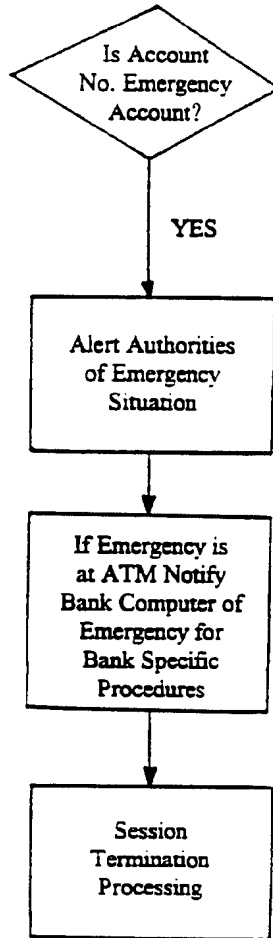 Is Account
No. Emergency
Account?
YES
Alert Authorities
of Emergency
Situation
If Emergency is
at ATM Notify
Bank Computer of
Emergency for
Bank Specific
Procedures
Session
Termination
Processing